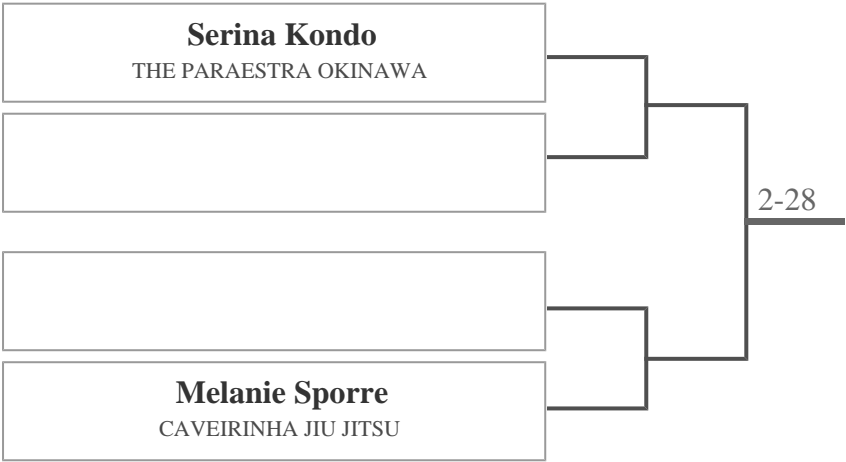 Serina Kondo
THE PARAESTRA OKINAWA
2-28
Melanie Sporre
CAVEIRINHA JIU JITSU